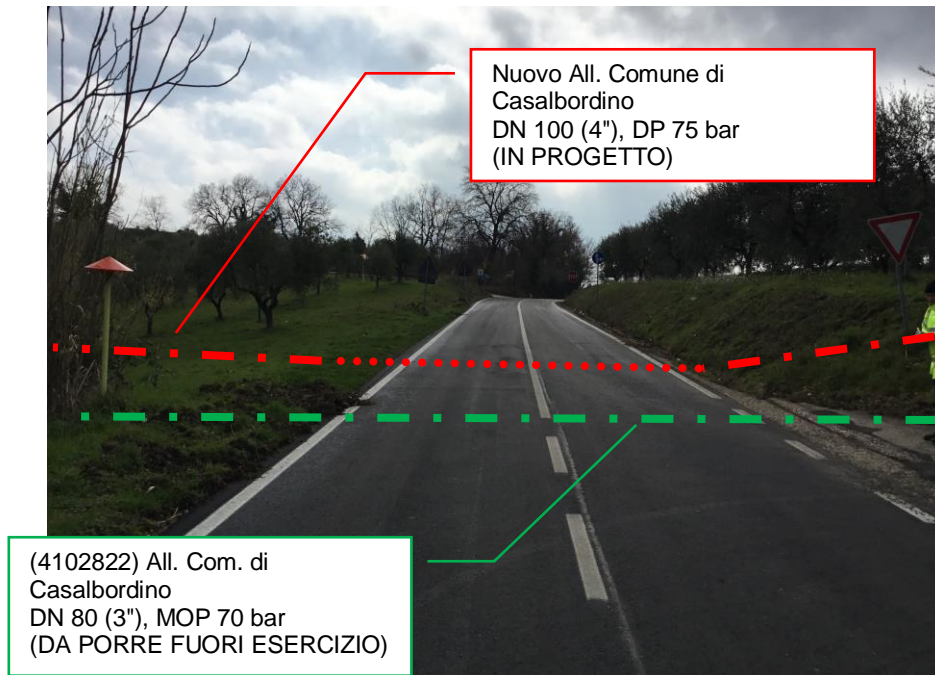 Nuovo All. Comune di
Casalbordino
DN 100 (4"), DP 75 bar
(IN PROGETTO)
(4102822) All. Com. di
Casalbordino
DN 80 (3"), MOP 70 bar
(DA PORRE FUORI ESERCIZIO)